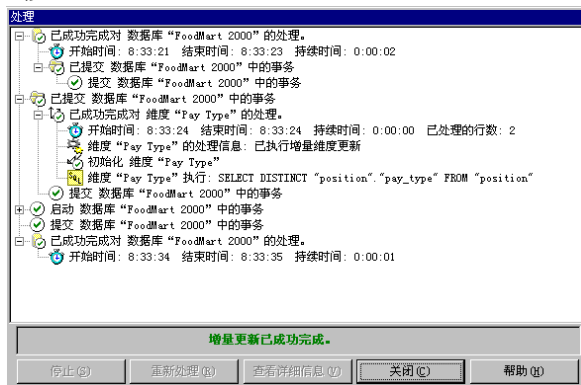 处理
已成功完成对 数据库 “FoodMart 2000” 的处理。
开始时间: 8:33:21 结束时间: 8:33:23 持续时间: 0:00:02
已提交 数据库 “FoodMart 2000” 中的事务
提交 数据库 “FoodMart 2000” 中的事务
已提交 数据库 “FoodMart 2000” 中的事务
已成功完成对 维度 “Pay Type” 的处理。
开始时间: 8:33:24 结束时间: 8:33:24 持续时间: 0:00:00 已处理的行数: 2
维度 “Pay Type” 的处理信息: 已执行增量维度更新
初始化 维度 “Pay Type”
维度 “Pay Type” 执行: SELECT DISTINCT "position"."pay_type" FROM "position"
提交 数据库 “FoodMart 2000” 中的事务
启动 数据库 “FoodMart 2000” 中的事务
提交 数据库 “FoodMart 2000” 中的事务
已成功完成对 数据库 “FoodMart 2000” 的处理。
开始时间: 8:33:34 结束时间: 8:33:35 持续时间: 0:00:01
增量更新已成功完成。
停止(S) 重新处理(R) 查看详细信息(V) 关闭(C) 帮助(H)